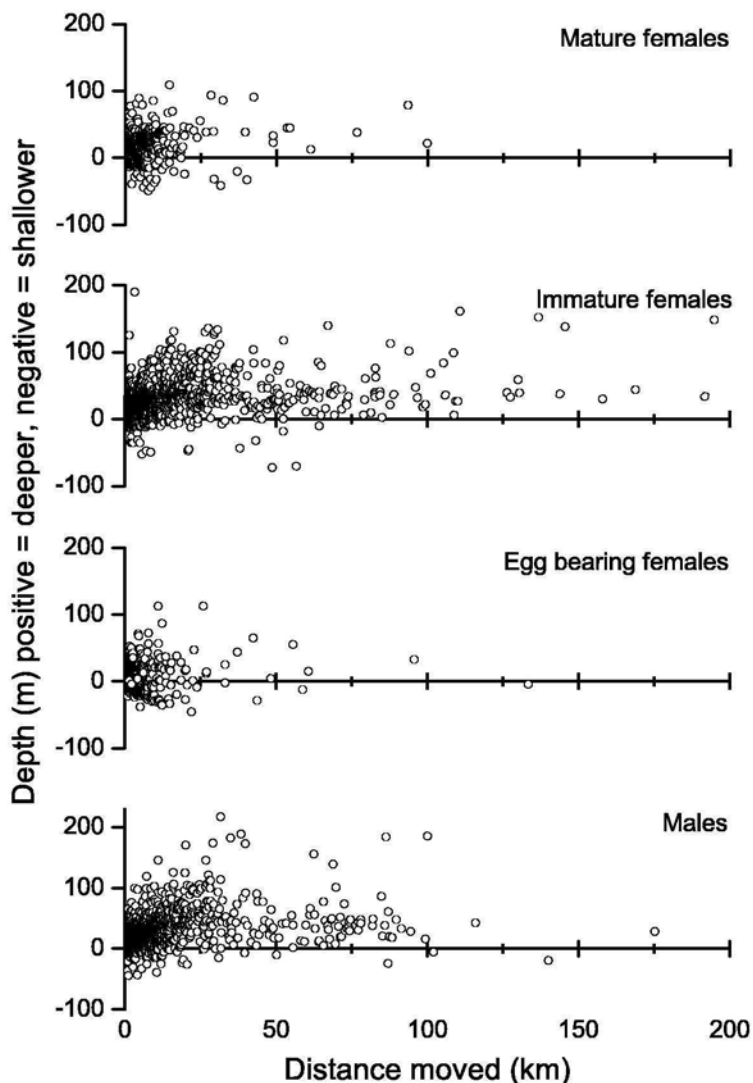 Depth (m) positive = deeper, negative = shallower
Mature females
200
100
0
-100
Immature females
200
100
0
-100
Egg bearing females
200
100
0
-100
Males
200
100
0
-100
0 50 100 150 200
Distance moved (km)